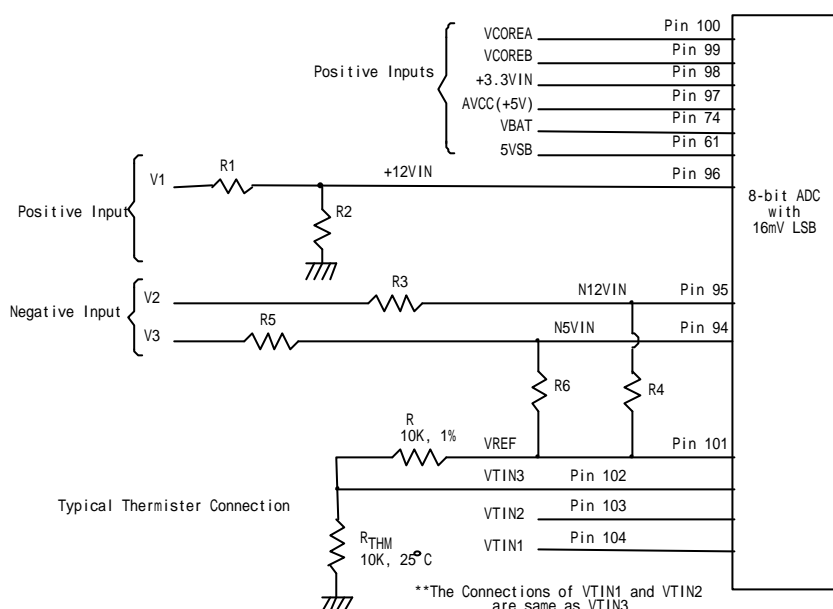 VCOREA Pin 100
VCOREB Pin 99
Positive Inputs +3.3VIN Pin 98
AVCC(+5V) Pin 97
VBAT Pin 74
5VSB Pin 61
V1 R1 +12VIN Pin 96
8-bit ADC
with
16mV LSB
Positive Input R2
V2 R3 N12VIN Pin 95
Negative Input
V3 R5 N5VIN Pin 94
R6 R4
R
10K, 1% VREF Pin 101
VTIN3 Pin 102
Typical Thermister Connection
VTIN2 Pin 103
RTHM
10K, 25°C
VTIN1 Pin 104
**The Connections of VTIN1 and VTIN2
are same as VTIN3